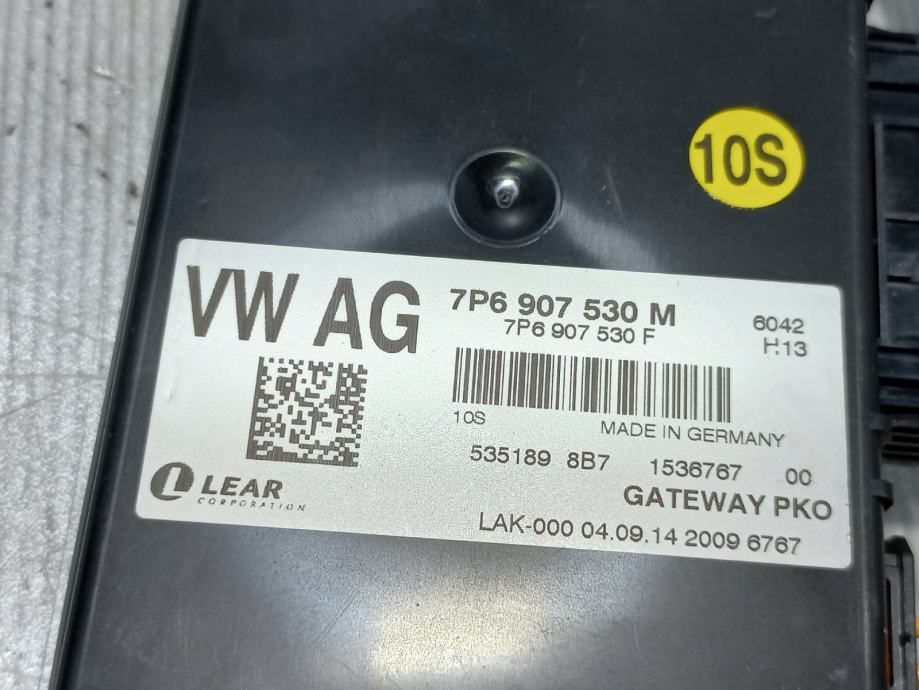 10S
VW AG
7P6 907 530 M
7P6 907 530 F
6042
H13
10S
MADE IN GERMANY
535189 8B7 1536767 00
LEAR
CORPORATION
GATEWAY PKO
LAK-000 04.09.14 2009 6767